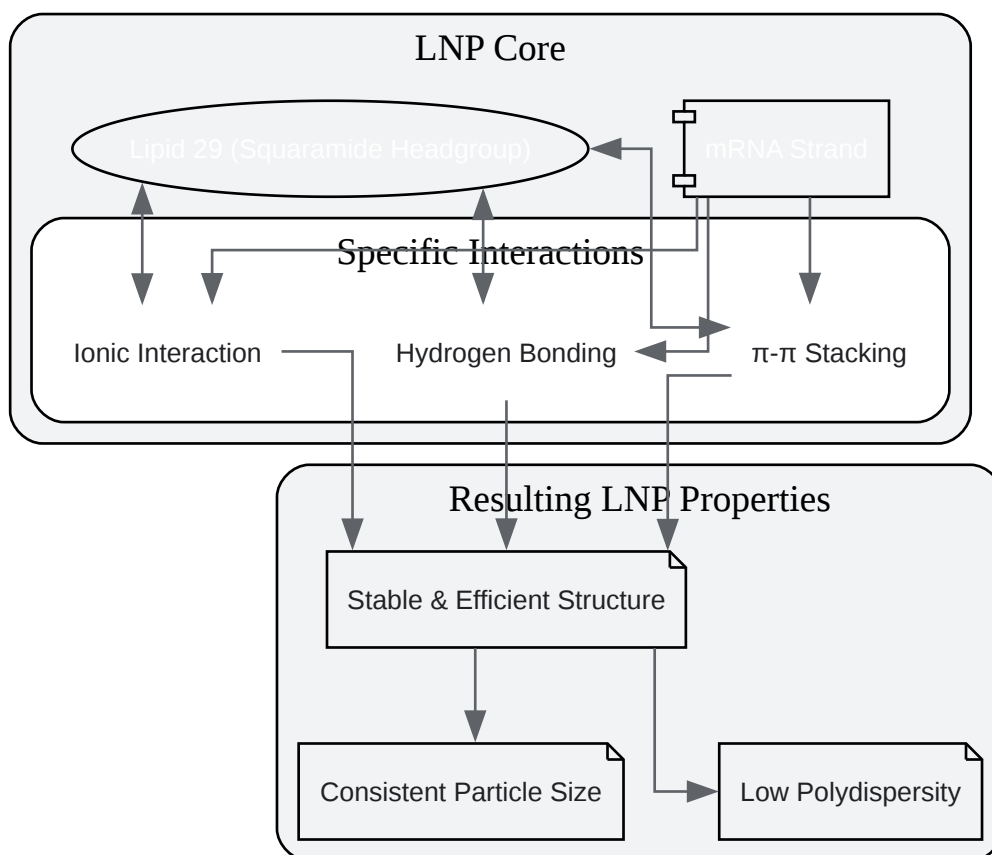 LNP Core
Lipid 29 (Squaramide Headgroup)
mRNA Strand
Specific Interactions
Ionic Interaction
Hydrogen Bonding
π-π Stacking
Resulting LNP Properties
Stable & Efficient Structure
Consistent Particle Size
Low Polydispersity